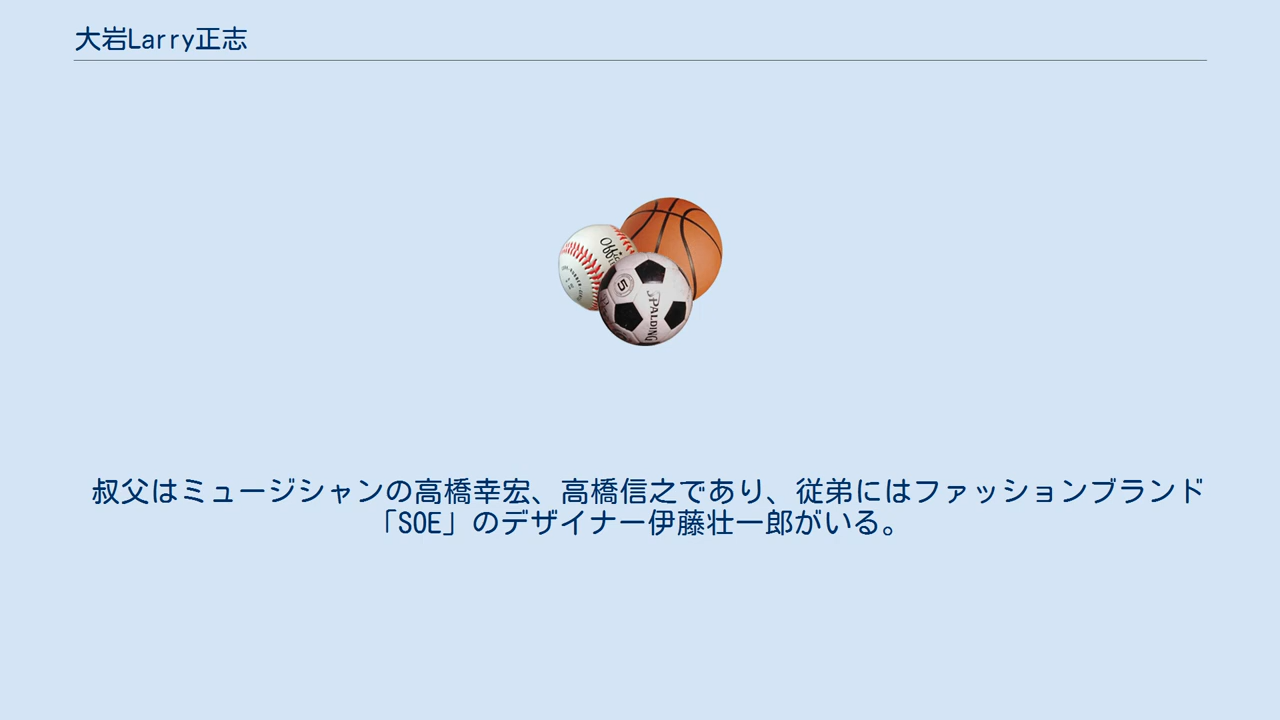 大岩Larry正志
Offic
5
SPALDING
叔父はミュージシャンの高橋幸宏、高橋信之であり、従弟にはファッションブランド
「SOE」のデザイナー伊藤壮一郎がいる。